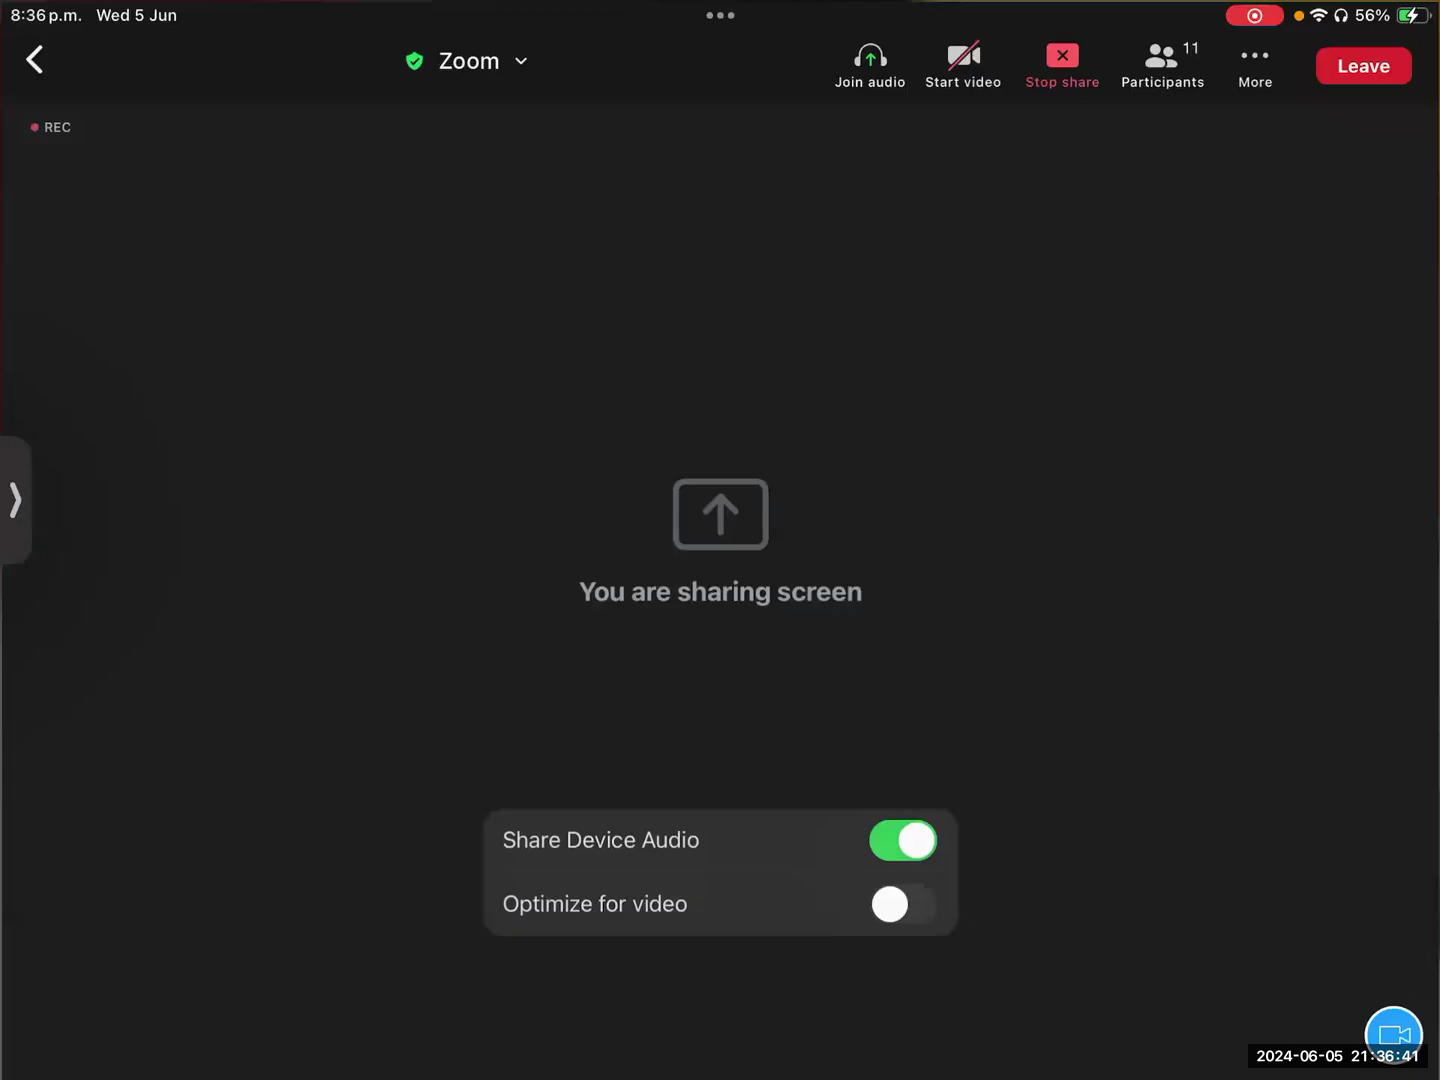 8:36 p.m. Wed 5 Jun
56%
Zoom
Join audio
Start video
Stop share
Participants 11
More
Leave
REC
You are sharing screen
Share Device Audio
Optimize for video
2024-06-05 21:36:41